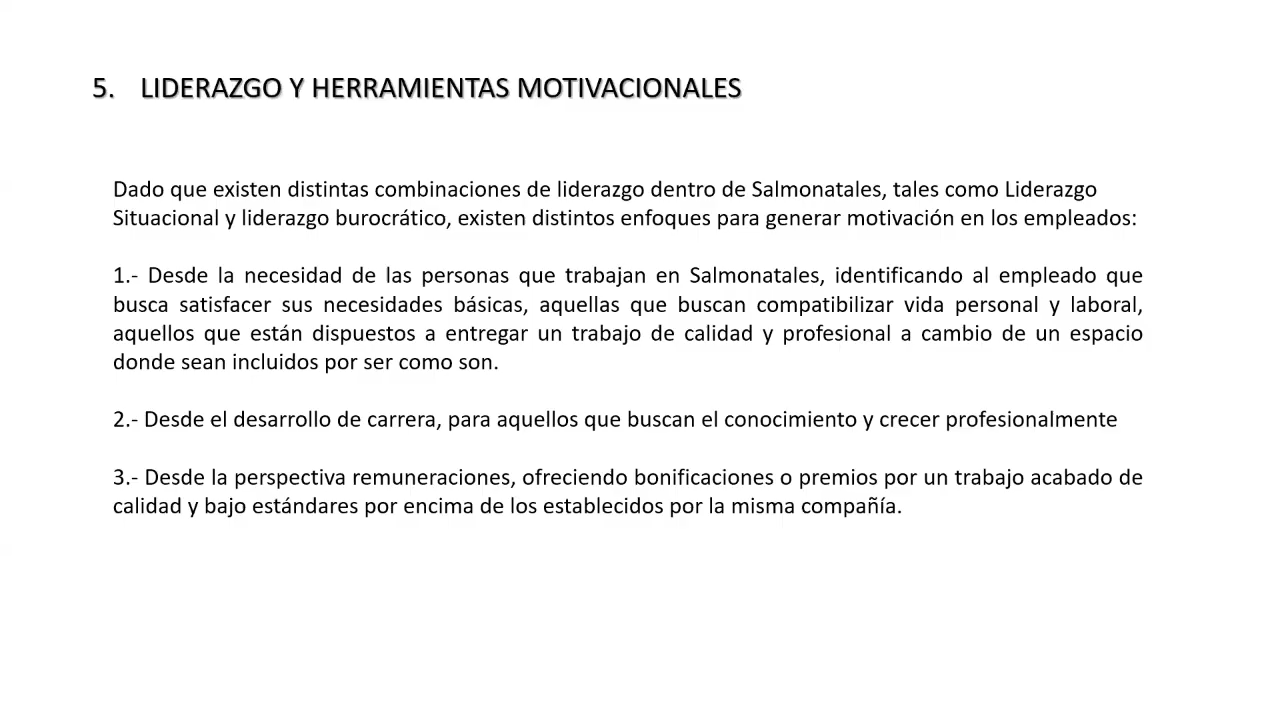 5. LIDERAZGO Y HERRAMIENTAS MOTIVACIONALES
Dado que existen distintas combinaciones de liderazgo dentro de Salmonatales, tales como Liderazgo
Situacional y liderazgo burocrático, existen distintos enfoques para generar motivación en los empleados:
1.- Desde la necesidad de las personas que trabajan en Salmonatales, identificando al empleado que
busca satisfacer sus necesidades básicas, aquellas que buscan compatibilizar vida personal y laboral,
aquellos que están dispuestos a entregar un trabajo de calidad y profesional a cambio de un espacio
donde sean incluidos por ser como son.
2.- Desde el desarrollo de carrera, para aquellos que buscan el conocimiento y crecer profesionalmente
3.- Desde la perspectiva remuneraciones, ofreciendo bonificaciones o premios por un trabajo acabado de
calidad y bajo estándares por encima de los establecidos por la misma compañía.